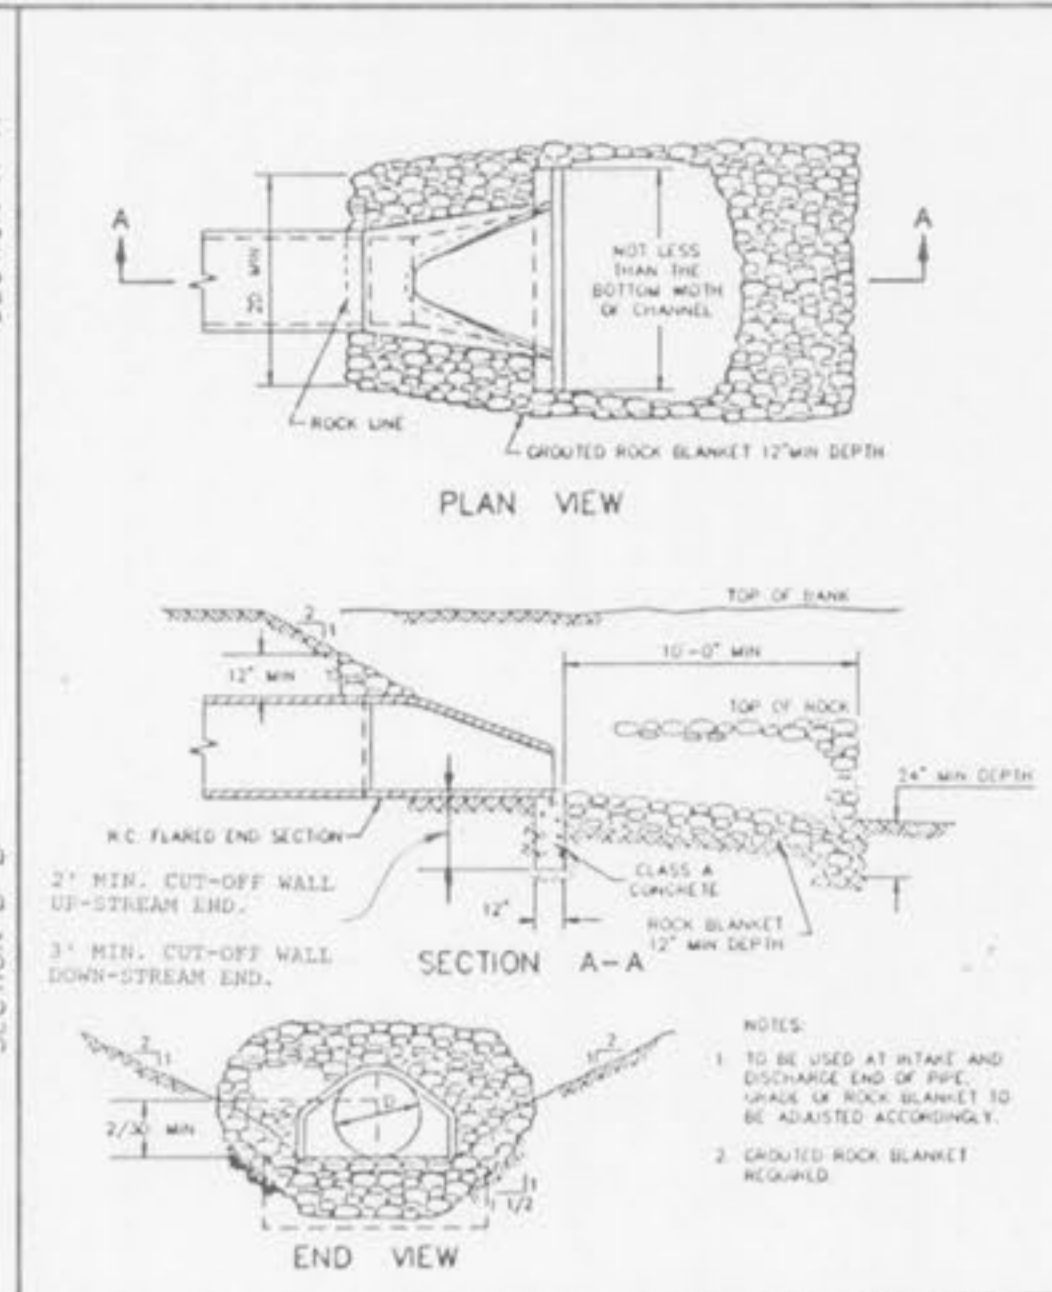 A
A
2D MIN
NOT LESS
THAN THE
BOTTOM WIDTH
OF CHANNEL
ROCK LINE
GROUTED ROCK BLANKET 12" MIN DEPTH
PLAN VIEW
TOP OF BANK
2
1
10'-0" MIN
12" MIN
TOP OF ROCK
24" MIN DEPTH
R.C. FLARED END SECTION
CLASS A
CONCRETE
2' MIN. CUT-OFF WALL
UP-STREAM END.
12"
ROCK BLANKET
12" MIN DEPTH
3' MIN. CUT-OFF WALL
DOWN-STREAM END.
SECTION A-A
2
1
2
1
D
2/3D MIN
1
1 1/2
END VIEW
NOTES:
1. TO BE USED AT INTAKE AND
DISCHARGE END OF PIPE.
GRADE OF ROCK BLANKET TO
BE ADJUSTED ACCORDINGLY.
2. GROUTED ROCK BLANKET
REQUIRED.